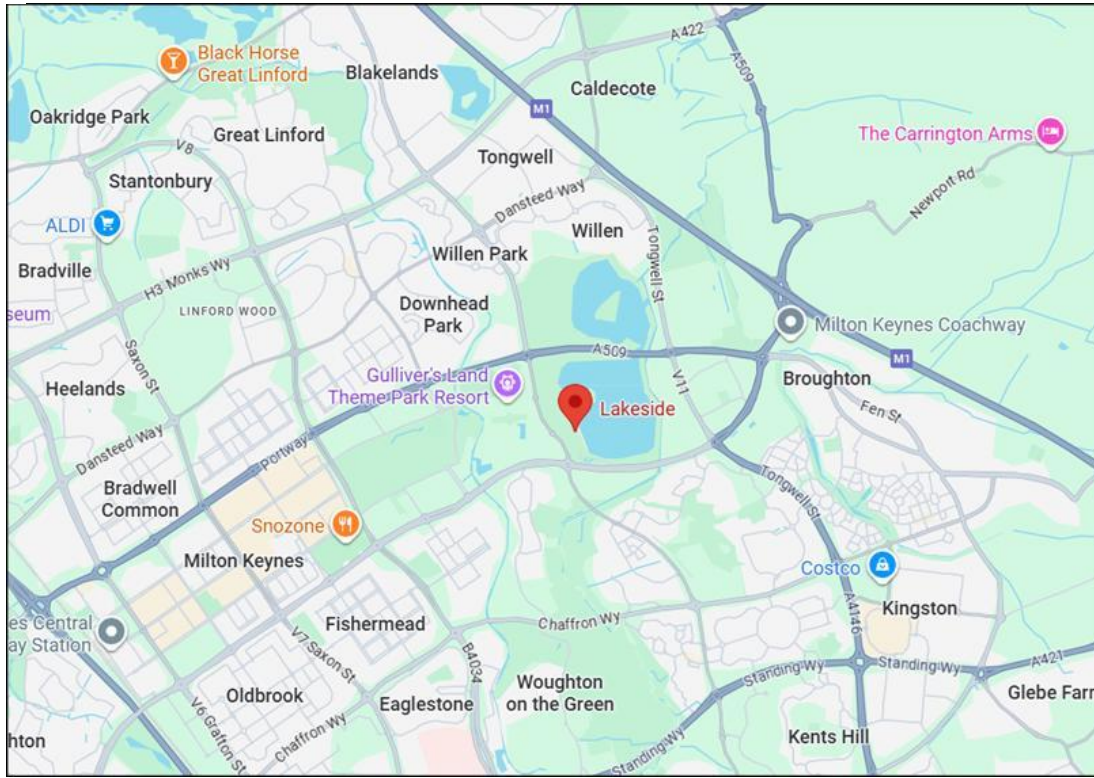 A422
A509
Black Horse
Great Linford
Blakelands
Caldecote
M1
Oakridge Park
Great Linford
The Carrington Arms
V8
Tongwell
Newport Rd
Stantonbury
Dansteed Way
ALDI
Willen
Tongwell St
Bradville
Willen Park
H3 Monks Wy
LINFORD WOOD
Downhead
Park
seum
Milton Keynes Coachway
Saxon St
A509
M1
Heelands
Gulliver's Land
Theme Park Resort
V11
Broughton
Lakeside
Fen St
Dansteed Way
Portway
Bradwell
Common
Tongwell St
Snozone
Milton Keynes
Costco
es Central
ay Station
Fishermead
Chaffron Wy
A4146
Kingston
V7 Saxon St
B4034
Standing Wy
Standing Wy
A421
Oldbrook
Eaglestone
Woughton
on the Green
Glebe Farr
V6 Grafton St
Chaffron Wy
hton
Standing Wy
Kents Hill